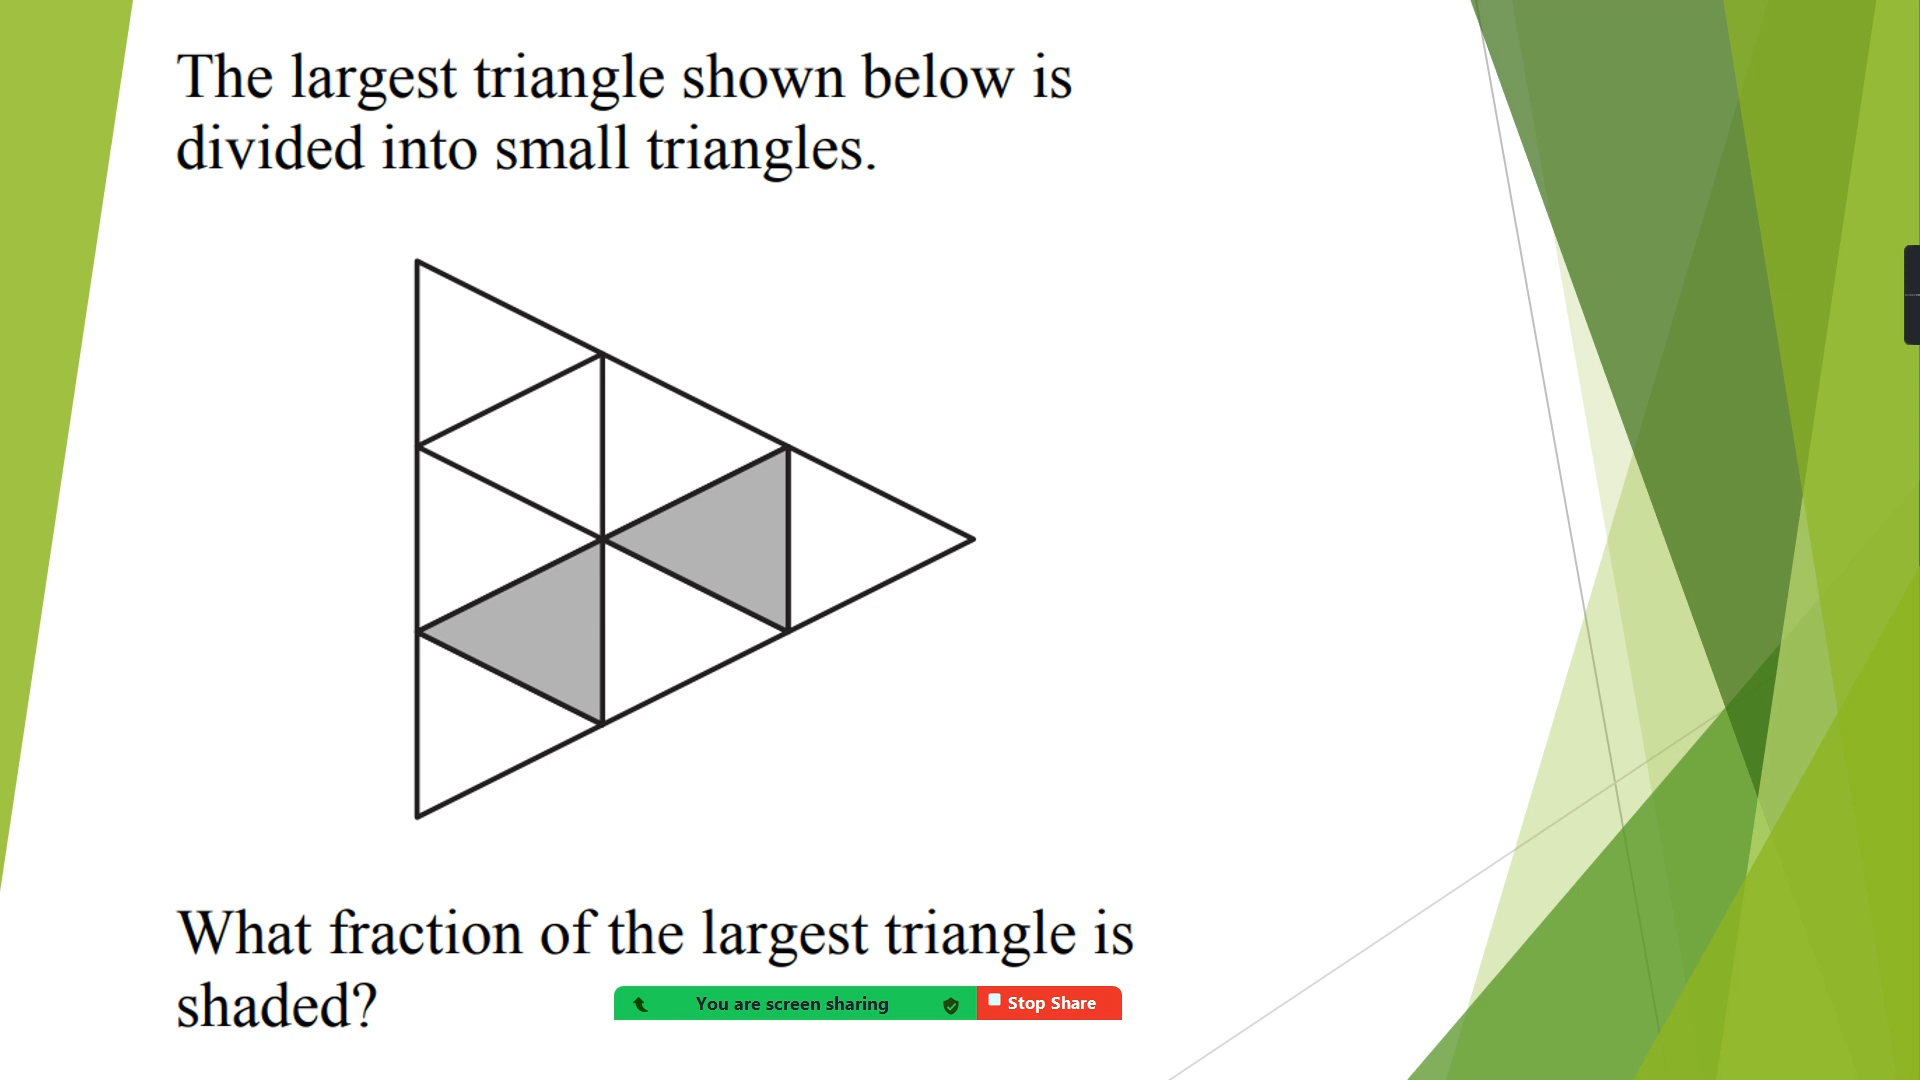 The largest triangle shown below is
divided into small triangles.
What fraction of the largest triangle is
shaded?
You are screen sharing
Stop Share